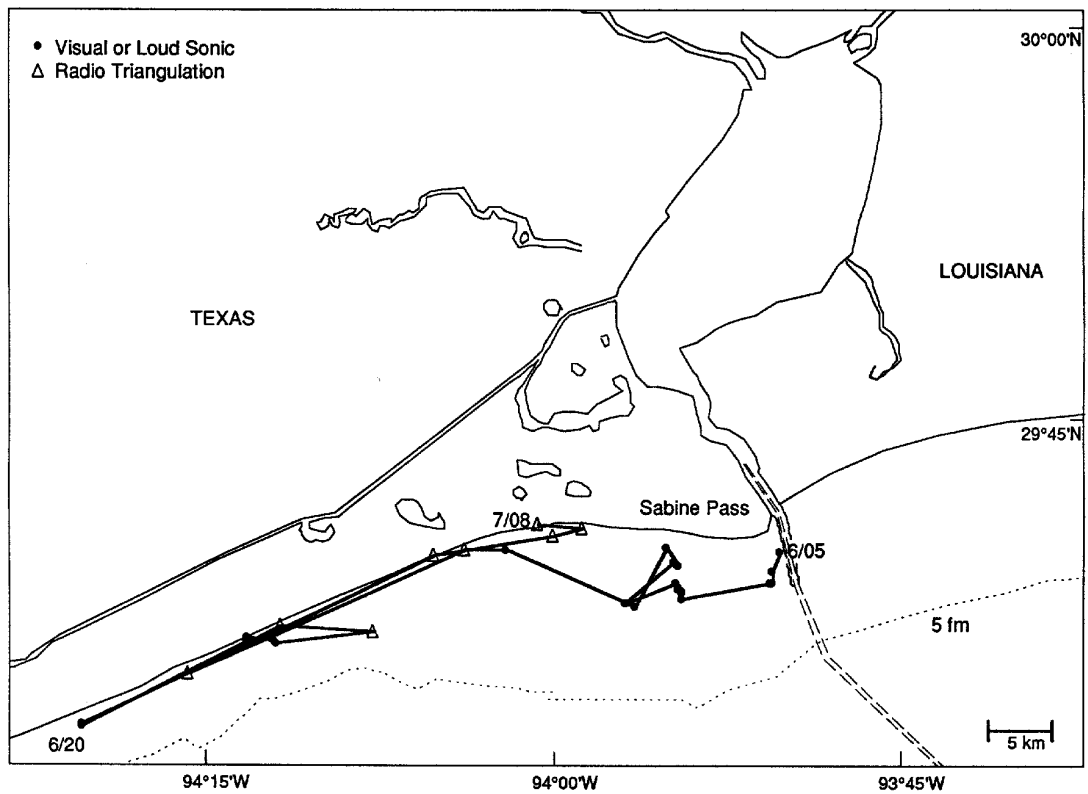 Visual or Loud Sonic
Radio Triangulation
30°00'N
LOUISIANA
TEXAS
29°45'N
7/08
Sabine Pass
6/05
5 fm
6/20
5 km
94°15'W
94°00'W
93°45'W